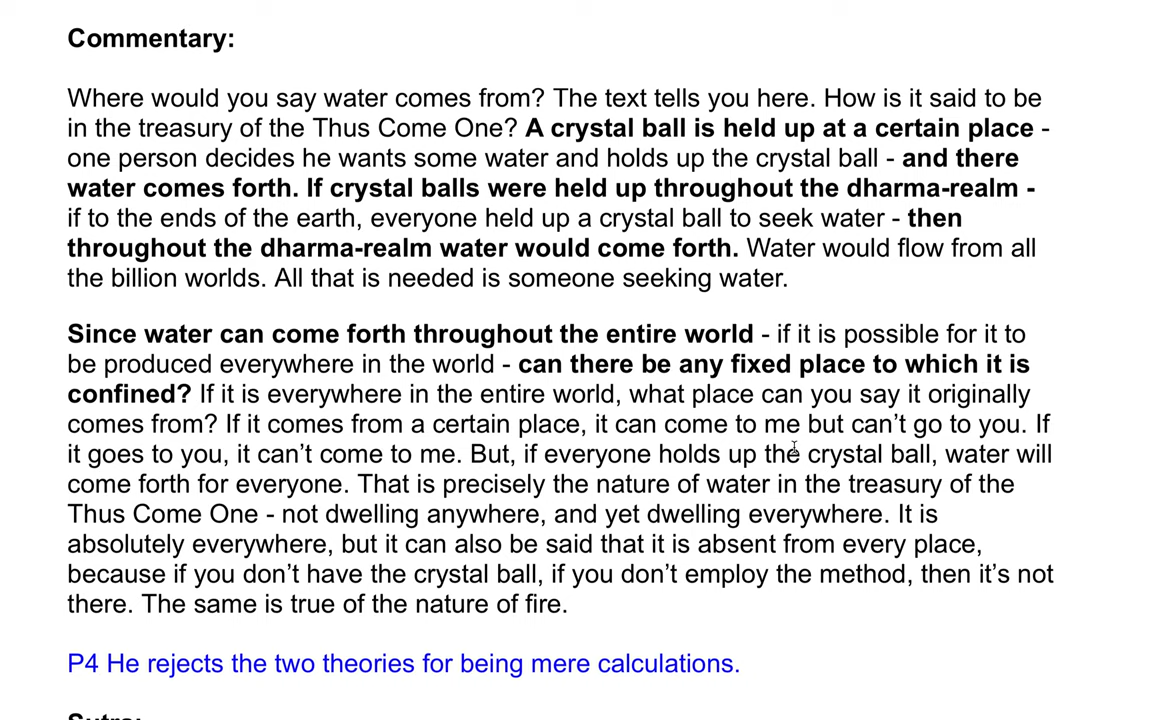 Commentary:
Where would you say water comes from? The text tells you here. How is it said to be
in the treasury of the Thus Come One? A crystal ball is held up at a certain place -
one person decides he wants some water and holds up the crystal ball - and there
water comes forth. If crystal balls were held up throughout the dharma-realm -
if to the ends of the earth, everyone held up a crystal ball to seek water - then
throughout the dharma-realm water would come forth. Water would flow from all
the billion worlds. All that is needed is someone seeking water.
Since water can come forth throughout the entire world - if it is possible for it to
be produced everywhere in the world - can there be any fixed place to which it is
confined? If it is everywhere in the entire world, what place can you say it originally
comes from? If it comes from a certain place, it can come to me but can’t go to you. If
it goes to you, it can’t come to me. But, if everyone holds up the crystal ball, water will
come forth for everyone. That is precisely the nature of water in the treasury of the
Thus Come One - not dwelling anywhere, and yet dwelling everywhere. It is
absolutely everywhere, but it can also be said that it is absent from every place,
because if you don’t have the crystal ball, if you don’t employ the method, then it’s not
there. The same is true of the nature of fire.
P4 He rejects the two theories for being mere calculations.
Sutra: